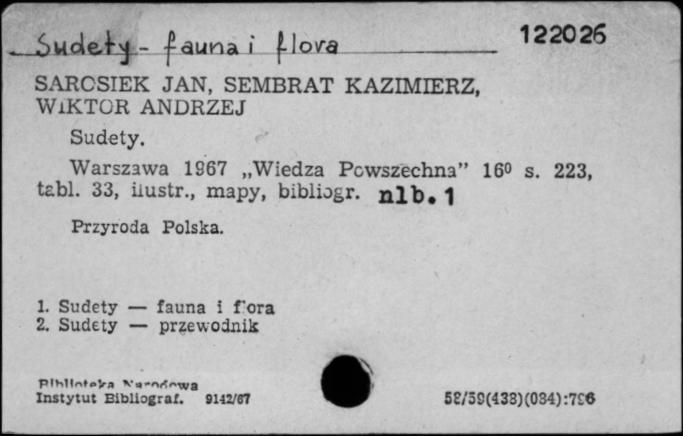 Sudety - fauna i flora
122026
SAROSIEK JAN, SEMBRAT KAZIMIERZ,
WIKTOR ANDRZEJ
Sudety.
Warszawa 1967 „Wiedza Powszechna” 16⁰ s. 223,
tabl. 33, ilustr., mapy, bibliogr. nlb. 1
Przyroda Polska.
1. Sudety — fauna i flora
2. Sudety — przewodnik
Biblioteka Narodowa
Instytut Bibliograf. 9142/67
58/59(438)(084):796